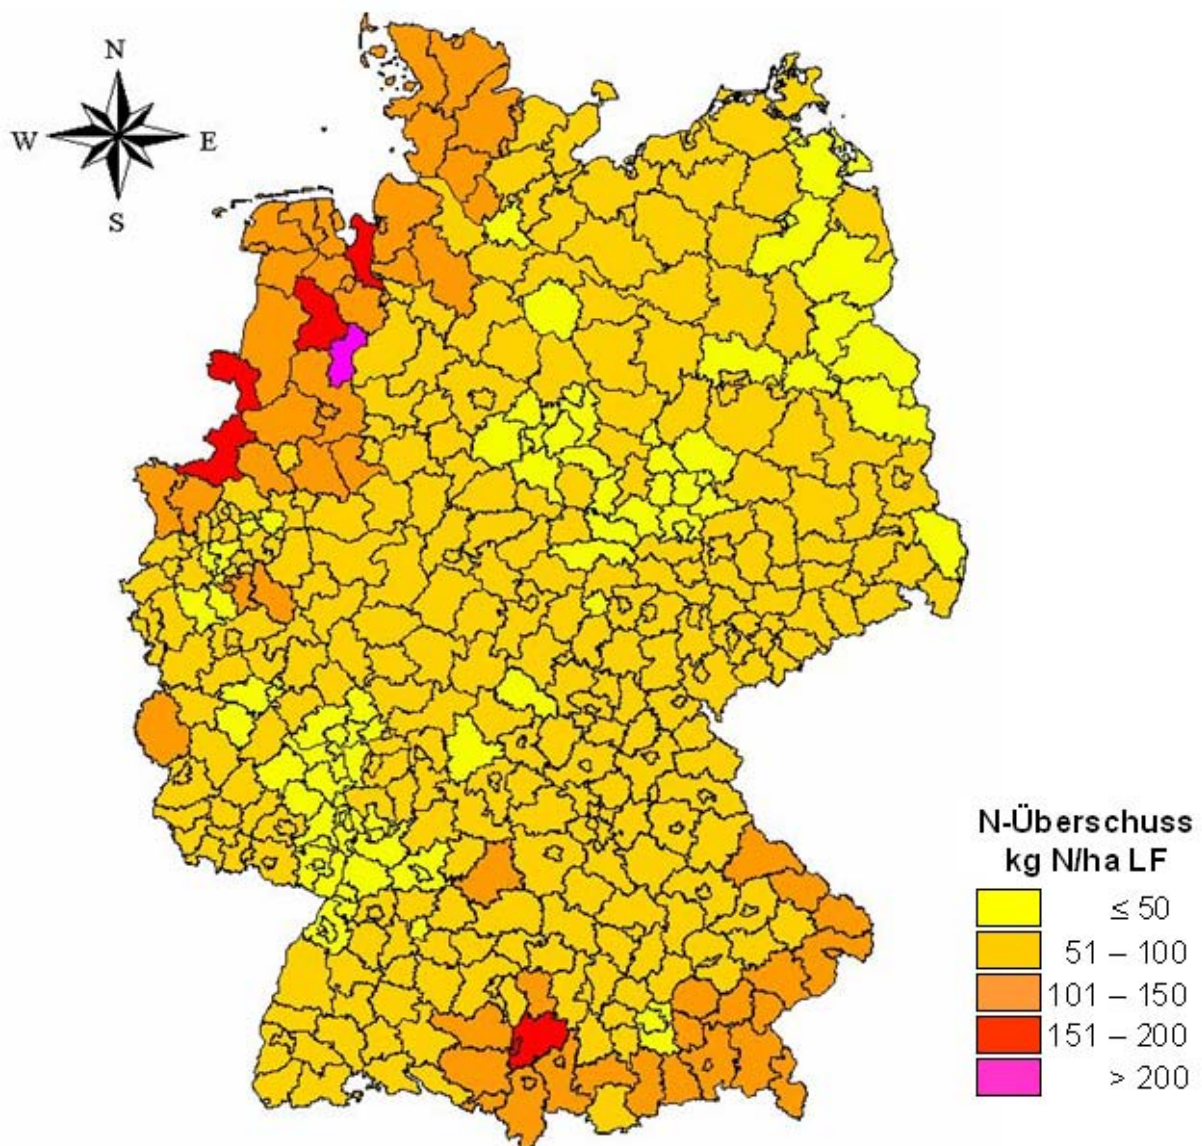 N
W
E
S
N-Überschuss
kg N/ha LF
≤ 50
51 – 100
101 – 150
151 – 200
> 200